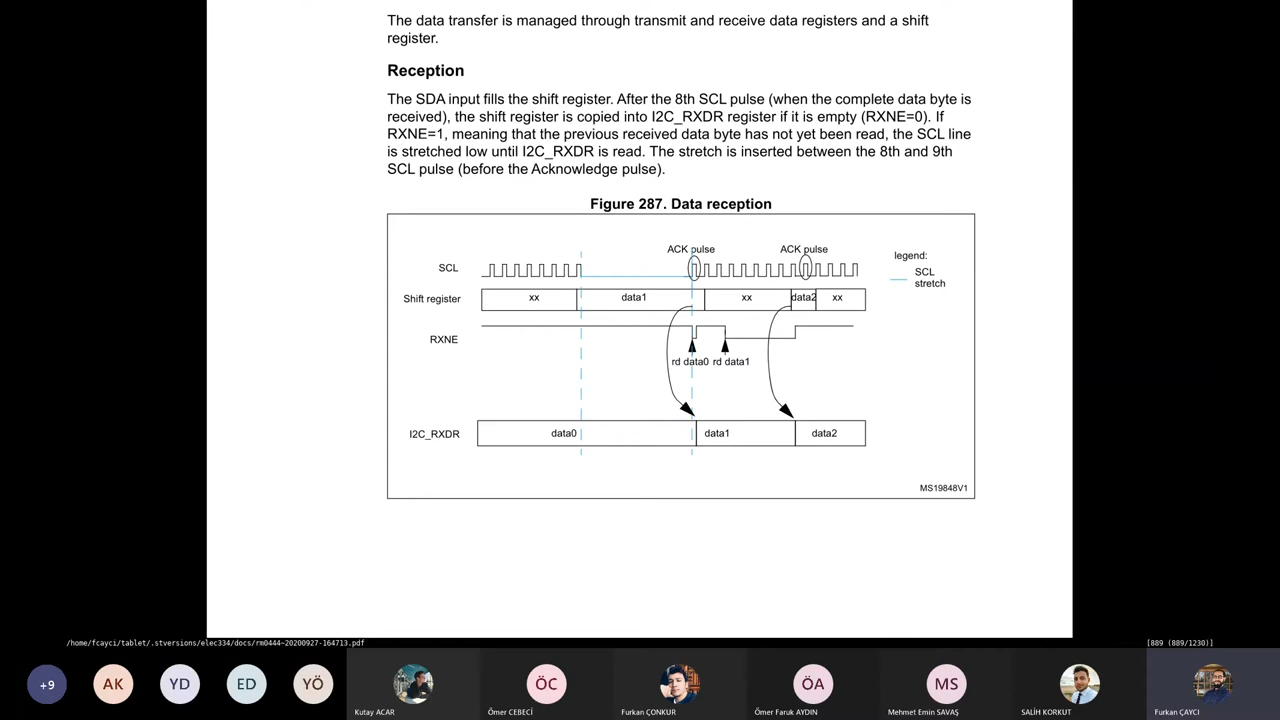 The data transfer is managed through transmit and receive data registers and a shift
register.
Reception
The SDA input fills the shift register. After the 8th SCL pulse (when the complete data byte is
received), the shift register is copied into I2C_RXDR register if it is empty (RXNE=0). If
RXNE=1, meaning that the previous received data byte has not yet been read, the SCL line
is stretched low until I2C_RXDR is read. The stretch is inserted between the 8th and 9th
SCL pulse (before the Acknowledge pulse).
Figure 287. Data reception
ACK pulse ACK pulse
legend:
SCL
SCL
stretch
Shift register xx data1 xx data2 xx
RXNE
rd data0 rd data1
I2C_RXDR data0 data1 data2
MS19848V1
/home/fcayci/tablet/.stversions/elec334/docs/rm0444~20200927-164713.pdf [889 (889/1230)]
+9 AK YD ED YÖ ÖC ÖA MS
Kutay ACAR Ömer CEBECİ Furkan ÇONKUR Ömer Faruk AYDIN Mehmet Emin SAVAŞ SALİH KORKUT Furkan ÇAYCI